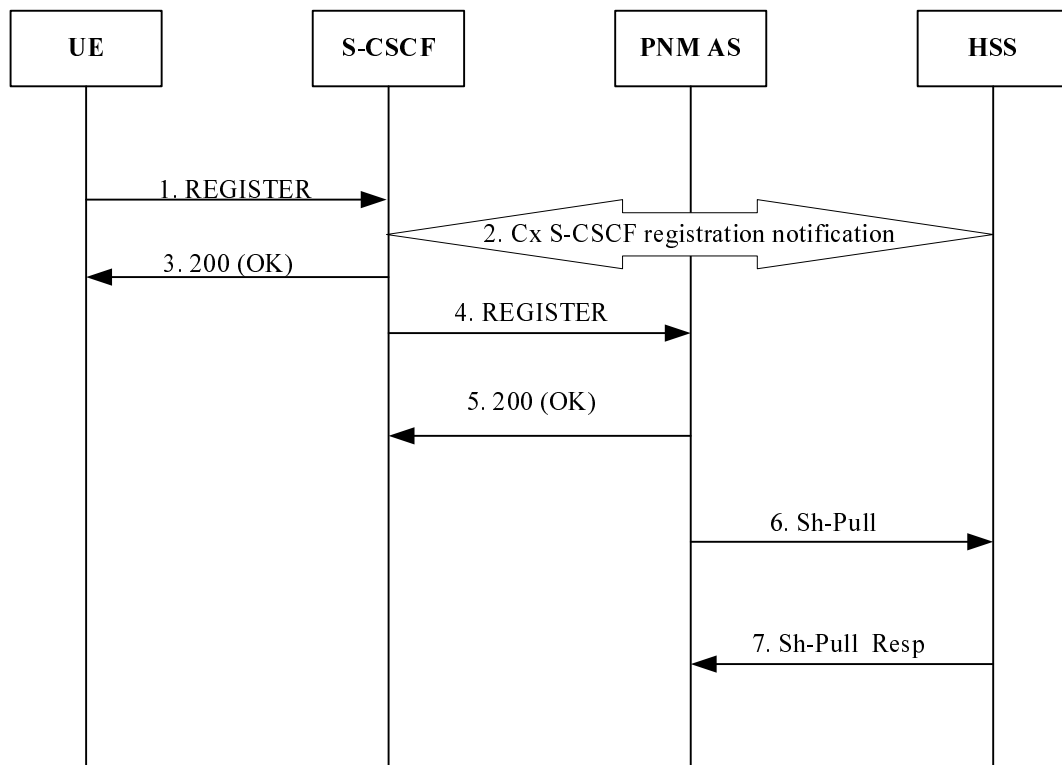 UE
S-CSCF
PNM AS
HSS
1. REGISTER
2. Cx S-CSCF registration notification
3. 200 (OK)
4. REGISTER
5. 200 (OK)
6. Sh-Pull
7. Sh-Pull Resp